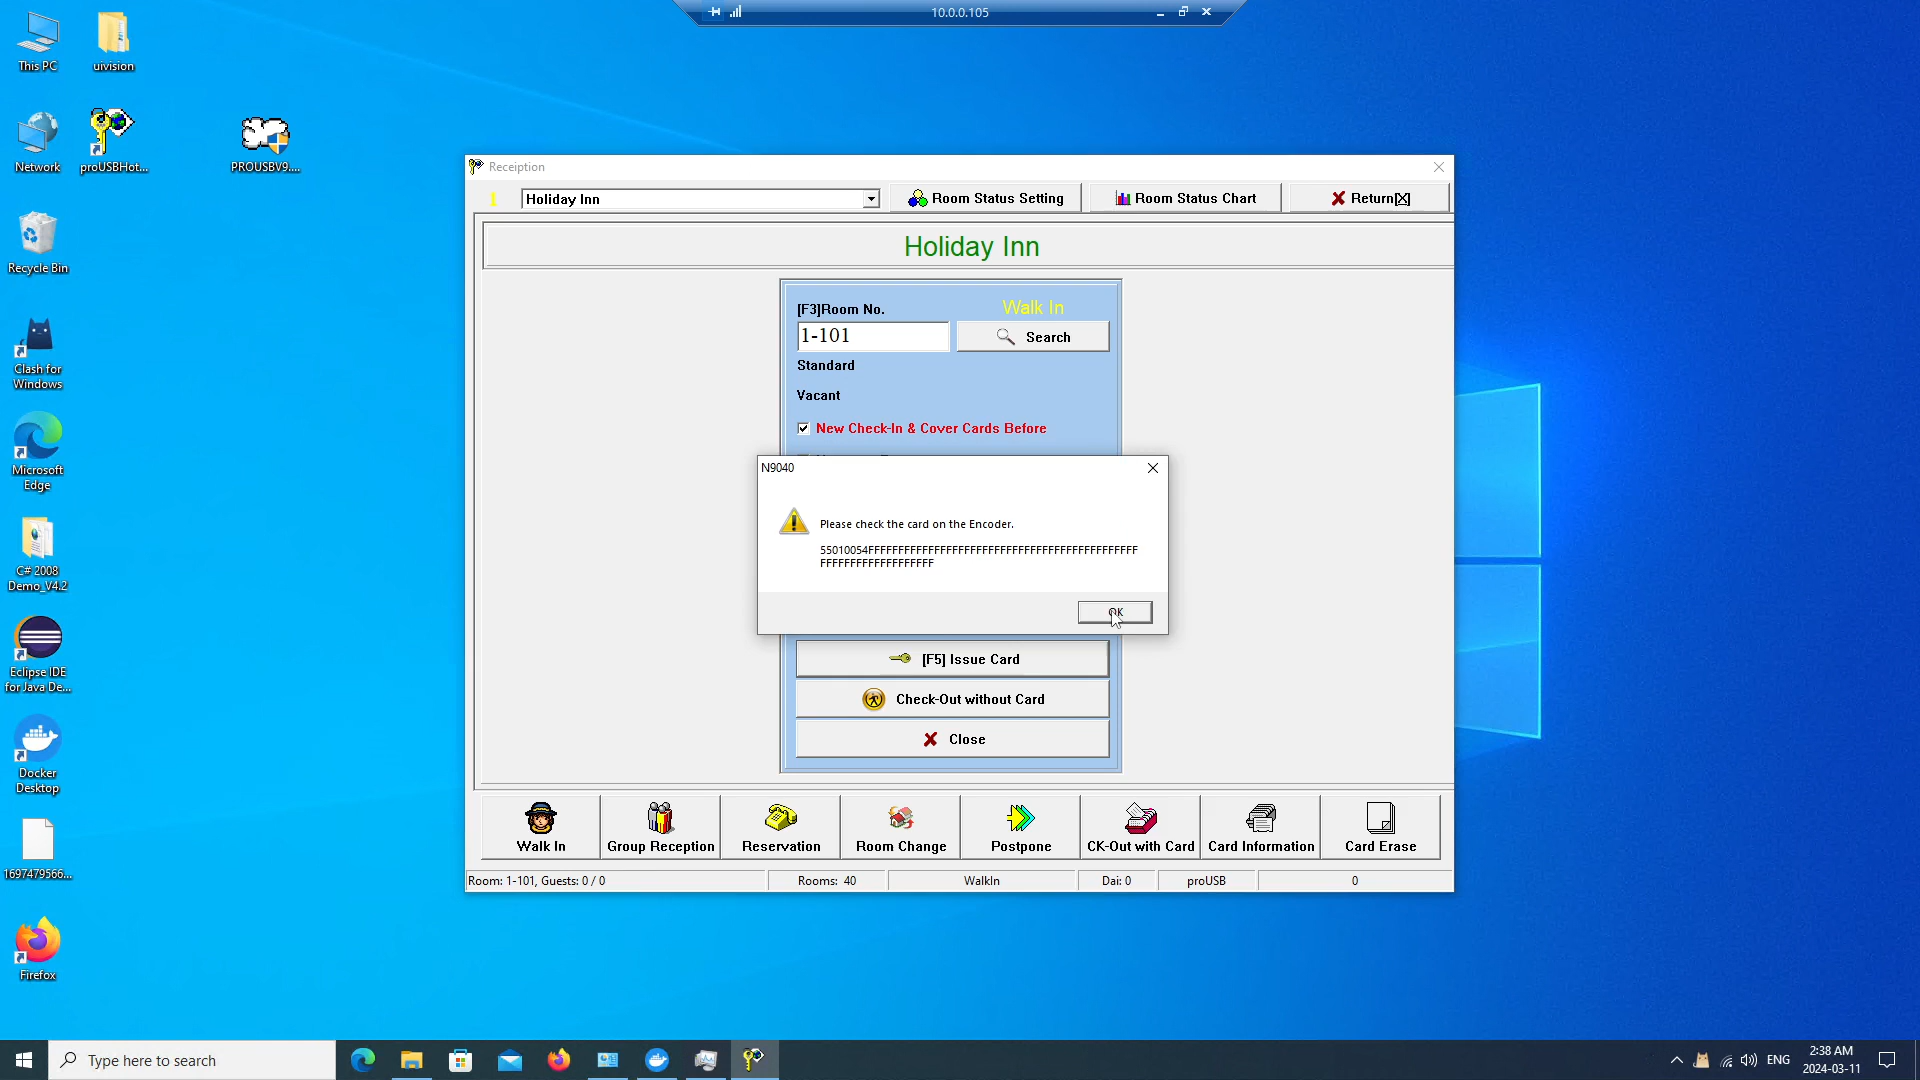 10.0.0.105
This PC
uivision
Network
proUSBHot...
PROUSBV9....
Recycle Bin
Clash for
Windows
Microsoft
Edge
C# 2008
Demo_V4.2
Eclipse IDE
for Java De...
Docker
Desktop
1697479566...
Firefox
Receiption
1
Holiday Inn
Room Status Setting
Room Status Chart
Return[X]
Holiday Inn
[F3]Room No.
Walk In
1-101
Search
Standard
Vacant
New Check-In & Cover Cards Before
N9040
Please check the card on the Encoder.
55010054FFFFFFFFFFFFFFFFFFFFFFFFFFFFFFFFFFFFFFFFFFFFF
FFFFFFFFFFFFFFFFFFF
OK
[F5] Issue Card
Check-Out without Card
Close
Walk In
Group Reception
Reservation
Room Change
Postpone
CK-Out with Card
Card Information
Card Erase
Room: 1-101, Guests: 0 / 0
Rooms: 40
WalkIn
Dai: 0
proUSB
0
Type here to search
ENG
2:38 AM
2024-03-11